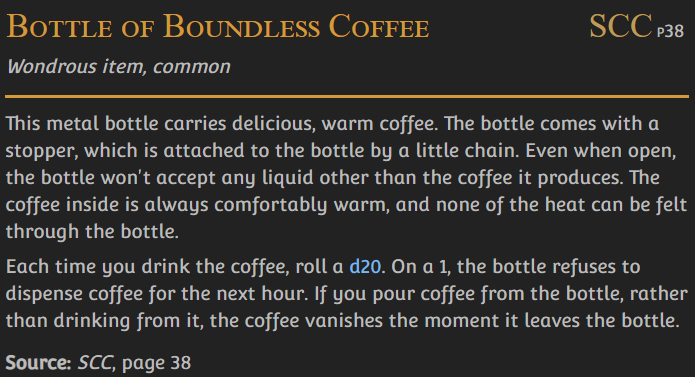 Bottle of Boundless Coffee SCC P38
Wondrous item, common
This metal bottle carries delicious, warm coffee. The bottle comes with a
stopper, which is attached to the bottle by a little chain. Even when open,
the bottle won't accept any liquid other than the coffee it produces. The
coffee inside is always comfortably warm, and none of the heat can be felt
through the bottle.
Each time you drink the coffee, roll a d20. On a 1, the bottle refuses to
dispense coffee for the next hour. If you pour coffee from the bottle, rather
than drinking from it, the coffee vanishes the moment it leaves the bottle.
Source: SCC, page 38